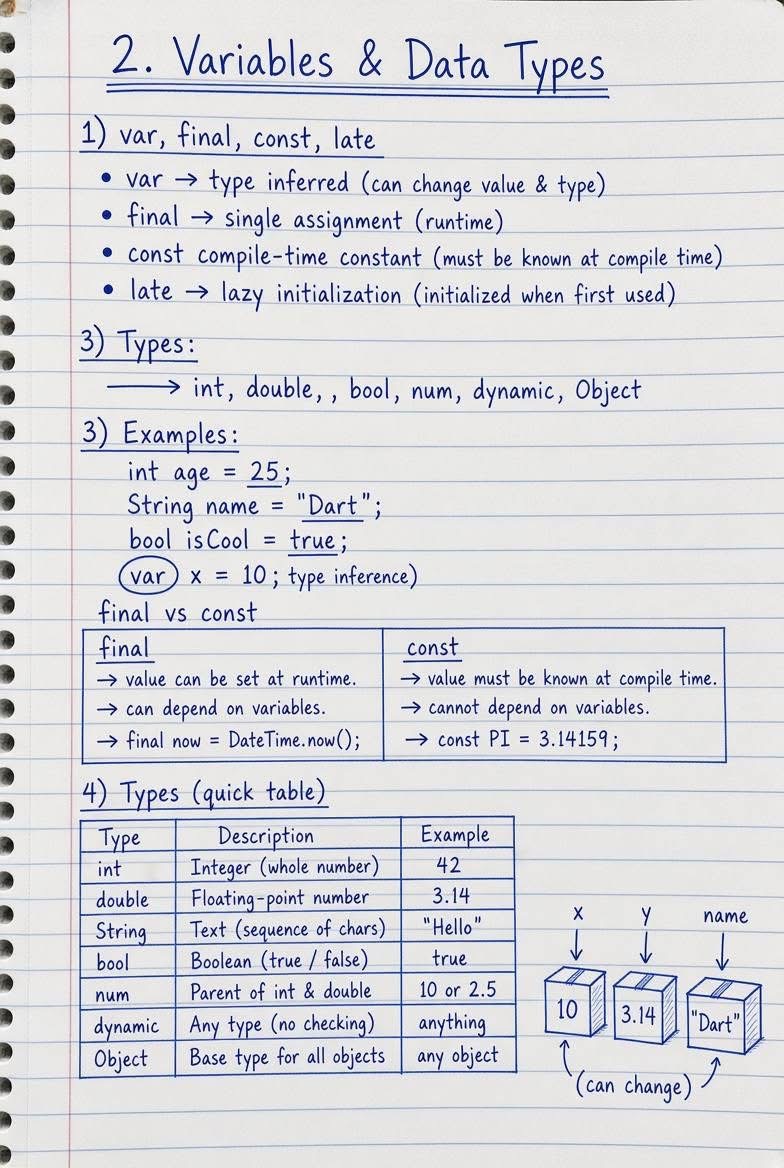 2. Variables & Data Types
1) var, final, const, late
• var → type inferred (can change value & type)
• final → single assignment (runtime)
• const compile-time constant (must be known at compile time)
• late → lazy initialization (initialized when first used)
3) Types:
→ int, double, , bool, num, dynamic, Object
3) Examples:
int age = 25;
String name = "Dart";
bool isCool = true;
var x = 10; type inference)
final vs const
final
→ value can be set at runtime.
→ can depend on variables.
→ final now = DateTime.now();
const
→ value must be known at compile time.
→ cannot depend on variables.
→ const PI = 3.14159;
4) Types (quick table)
Type Description Example
int Integer (whole number) 42
double Floating-point number 3.14
String Text (sequence of chars) "Hello"
bool Boolean (true / false) true
num Parent of int & double 10 or 2.5
dynamic Any type (no checking) anything
Object Base type for all objects any object
x y name
10 3.14 "Dart"
(can change)